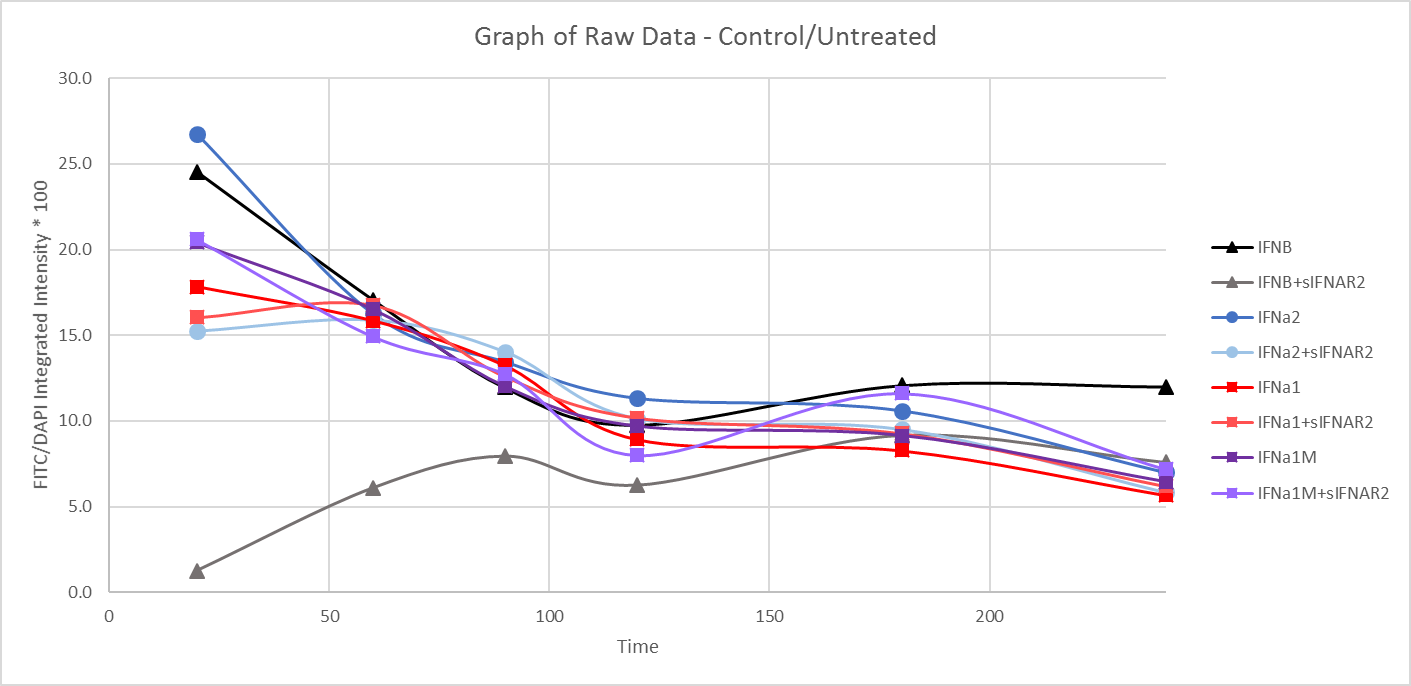 Graph of Raw Data - Control/Untreated
30.0
25.0
20.0
15.0
10.0
5.0
0.0
FITc/DAPI Integrated Intensity * 100
0
50
100
150
200
Time
IFNB
IFNB+sIFNAR2
IFNa2
IFNa2+sIFNAR2
IFNa1
IFNa1+sIFNAR2
IFNa1M
IFNa1M+sIFNAR2